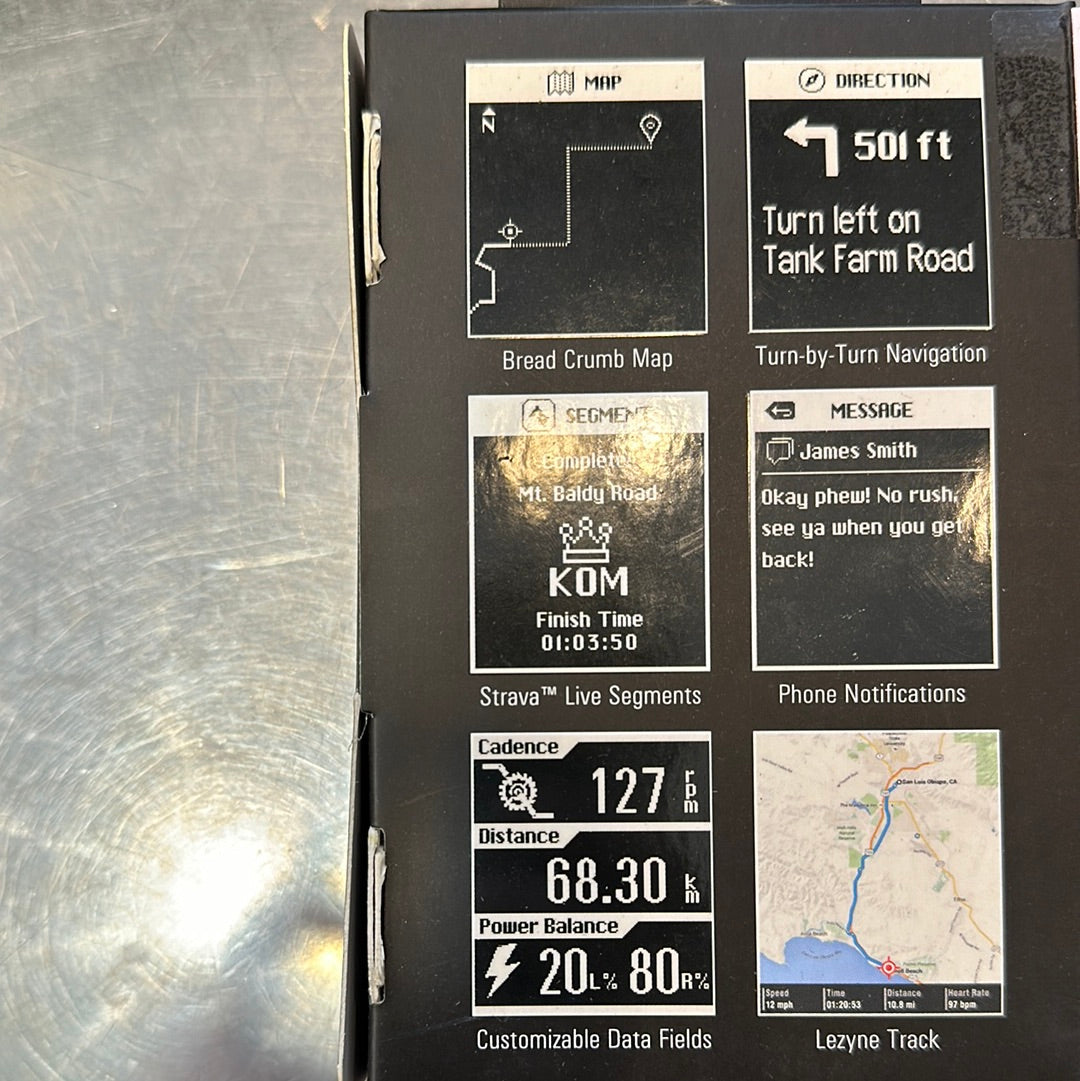 MAP
N
Bread Crumb Map
DIRECTION
501 ft
Turn left on
Tank Farm Road
Turn-by-Turn Navigation
SEGMENT
Complete!
Mt. Baldy Road
KOM
Finish Time
01:03:50
Strava™ Live Segments
MESSAGE
James Smith
Okay phew! No rush,
see ya when you get
back!
Phone Notifications
Cadence
127 rpm
Distance
68.30 km
Power Balance
20L% 80R%
Customizable Data Fields
San Luis Obispo, CA
Speed
12 mph
Time
01:20:53
Distance
10.8 mi
Heart Rate
97 bpm
Lezyne Track